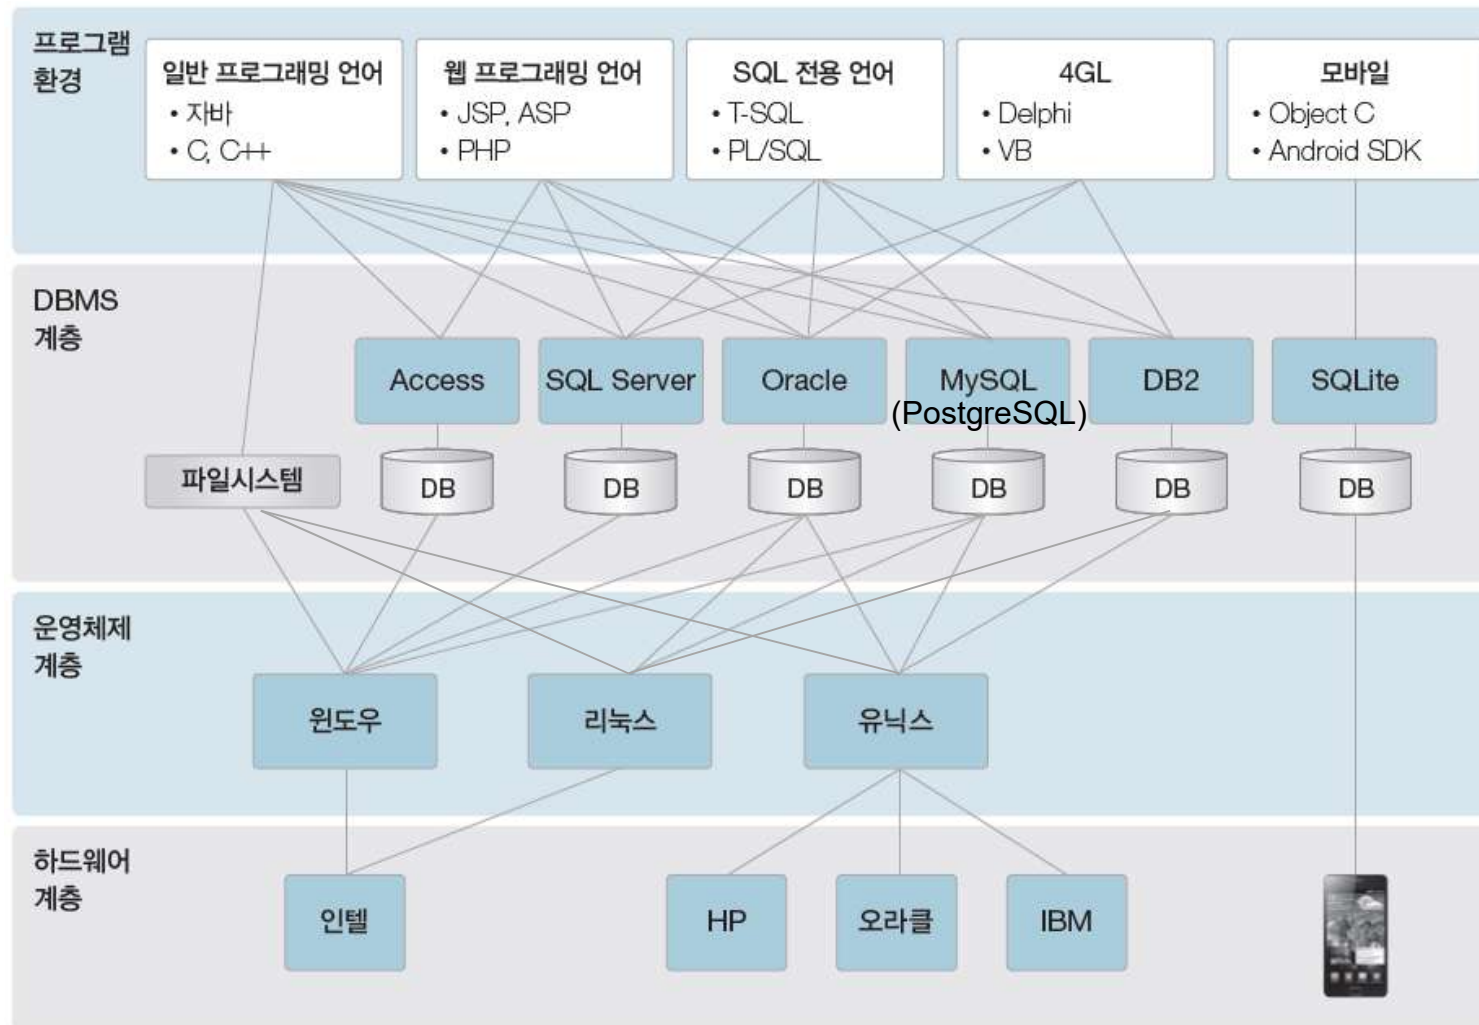 프로그램
환경
일반 프로그래밍 언어
• 자바
• C, C++
웹 프로그래밍 언어
• JSP, ASP
• PHP
SQL 전용 언어
• T-SQL
• PL/SQL
4GL
• Delphi
• VB
모바일
• Object C
• Android SDK
DBMS
계층
Access
SQL Server
Oracle
MySQL
(PostgreSQL)
DB2
SQLite
파일시스템
DB
DB
DB
DB
DB
DB
운영체제
계층
윈도우
리눅스
유닉스
하드웨어
계층
인텔
HP
오라클
IBM